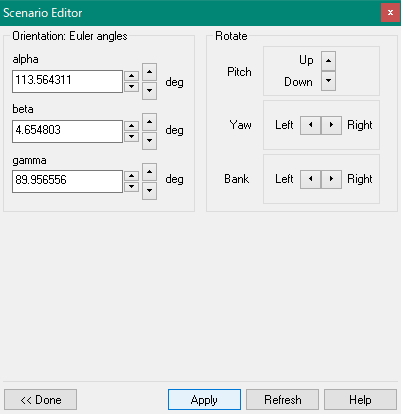 Scenario Editor x
Orientation: Euler angles
alpha
113.564311 deg
beta
4.654803 deg
gamma
89.956556 deg
Rotate
Pitch Up
Down
Yaw Left Right
Bank Left Right
<< Done Apply Refresh Help